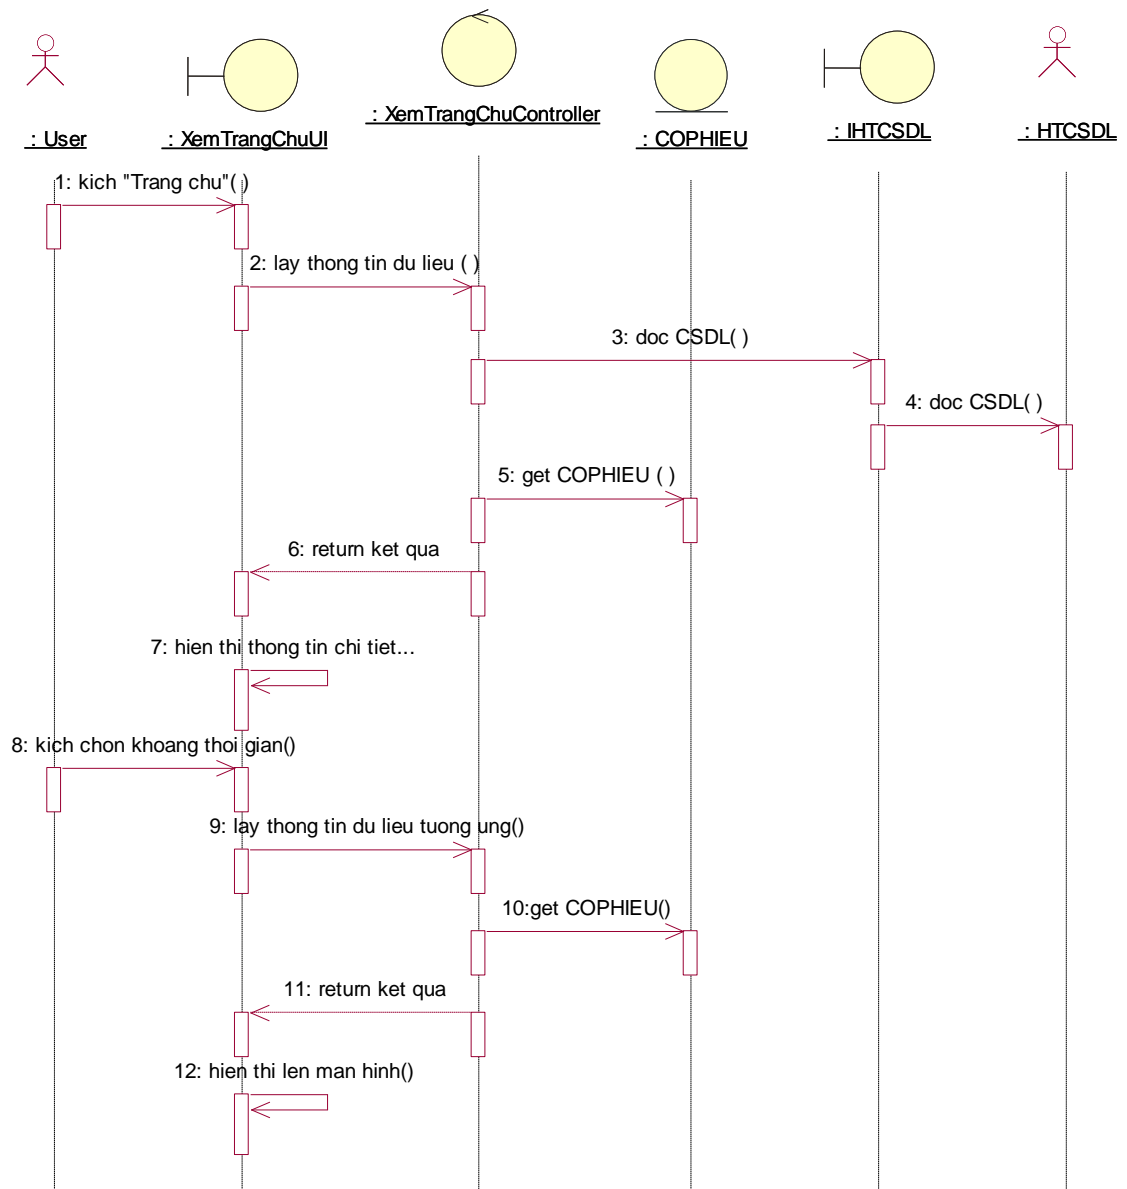 : User
: XemTrangChuUI
: XemTrangChuController
: COPHIEU
: IHTCSDL
: HTCSDL
1: kich "Trang chu"( )
2: lay thong tin du lieu ( )
3: doc CSDL( )
4: doc CSDL( )
5: get COPHIEU ( )
6: return ket qua
7: hien thi thong tin chi tiet...
8: kich chon khoang thoi gian()
9: lay thong tin du lieu tuong ung()
10:get COPHIEU()
11: return ket qua
12: hien thi len man hinh()